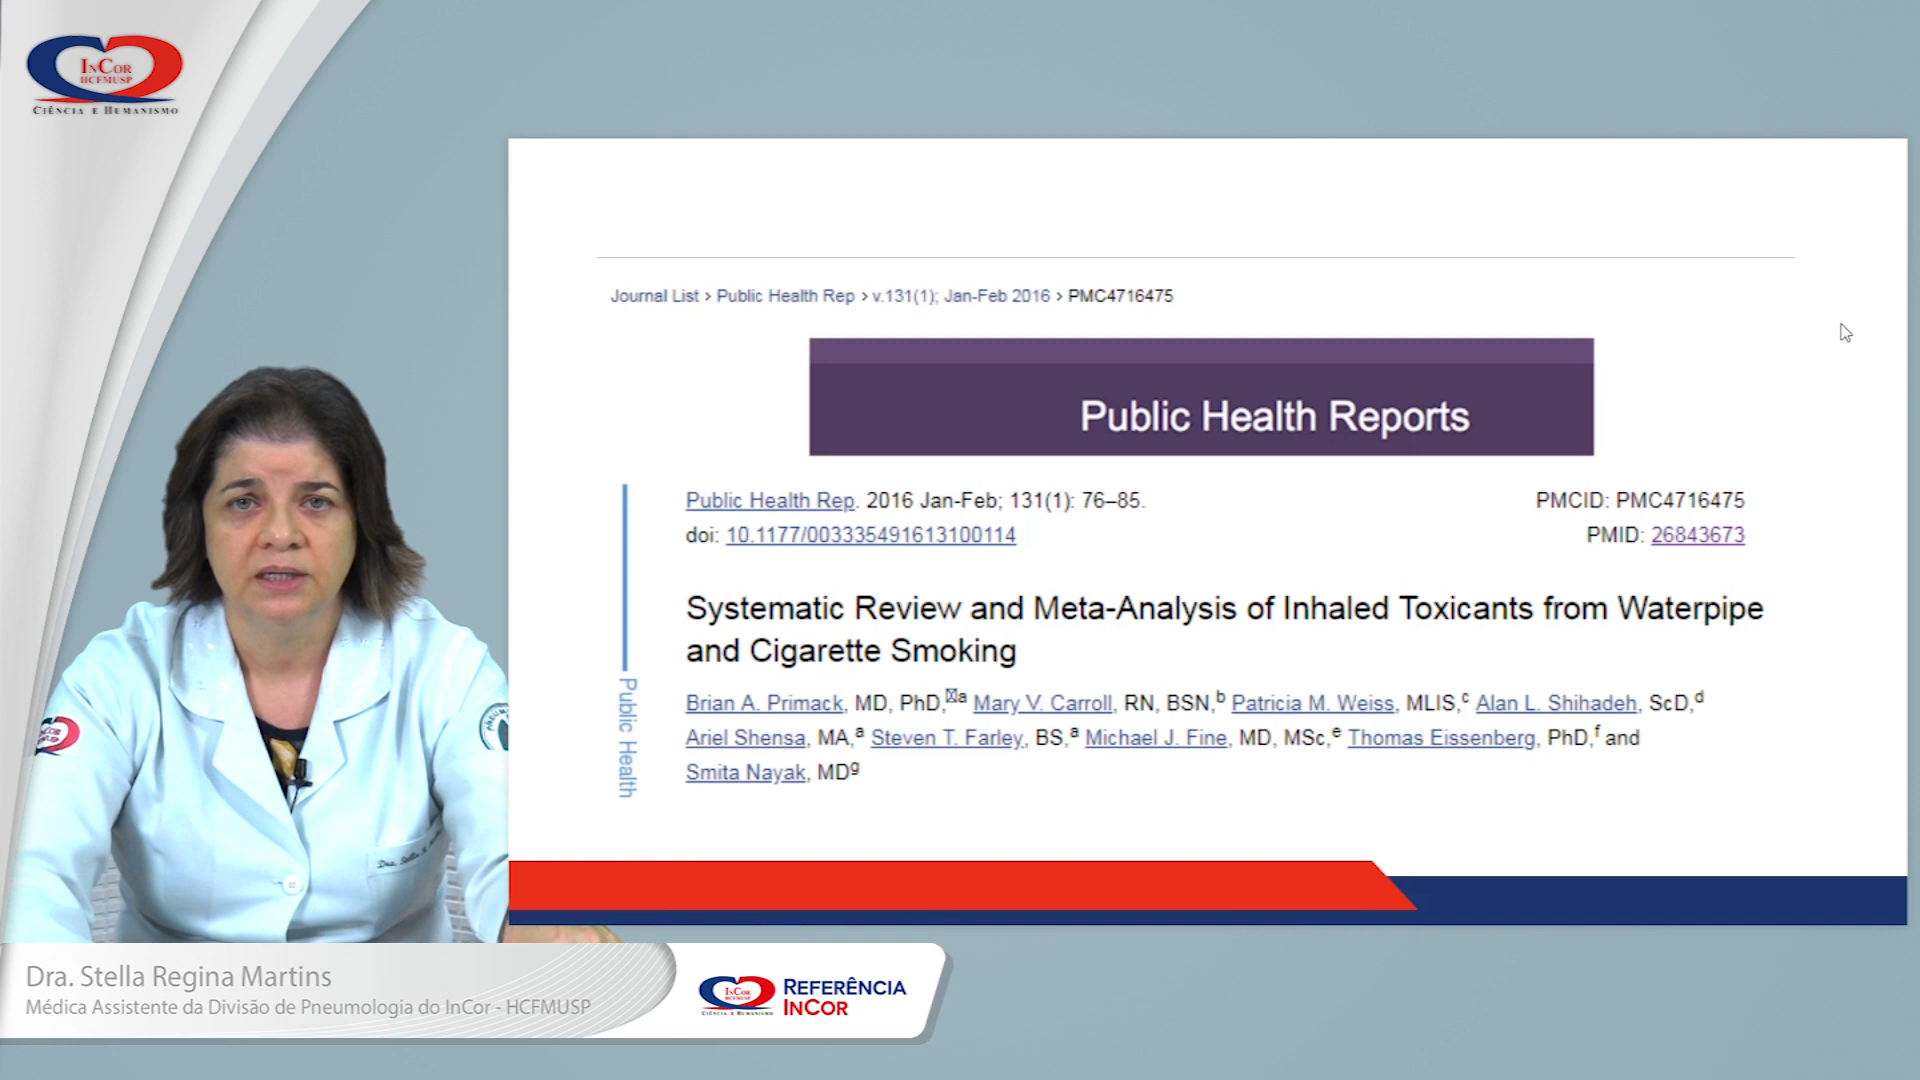 InCor
HCFMUSP
Ciência e Humanismo
Journal List > Public Health Rep > v.131(1); Jan-Feb 2016 > PMC4716475
Public Health Reports
Public Health Rep. 2016 Jan-Feb; 131(1): 76–85.
PMCID: PMC4716475
doi: 10.1177/003335491613100114
PMID: 26843673
Systematic Review and Meta-Analysis of Inhaled Toxicants from Waterpipe
and Cigarette Smoking
Brian A. Primack, MD, PhD,a Mary V. Carroll, RN, BSN,b Patricia M. Weiss, MLIS,c Alan L. Shihadeh, ScD,d
Ariel Shensa, MA,a Steven T. Farley, BS,a Michael J. Fine, MD, MSc,e Thomas Eissenberg, PhD,f and
Smita Nayak, MDg
Public Health
Dra. Stella Regina Martins
Médica Assistente da Divisão de Pneumologia do InCor - HCFMUSP
InCor
HCFMUSP
Ciência e Humanismo
Referência
InCor